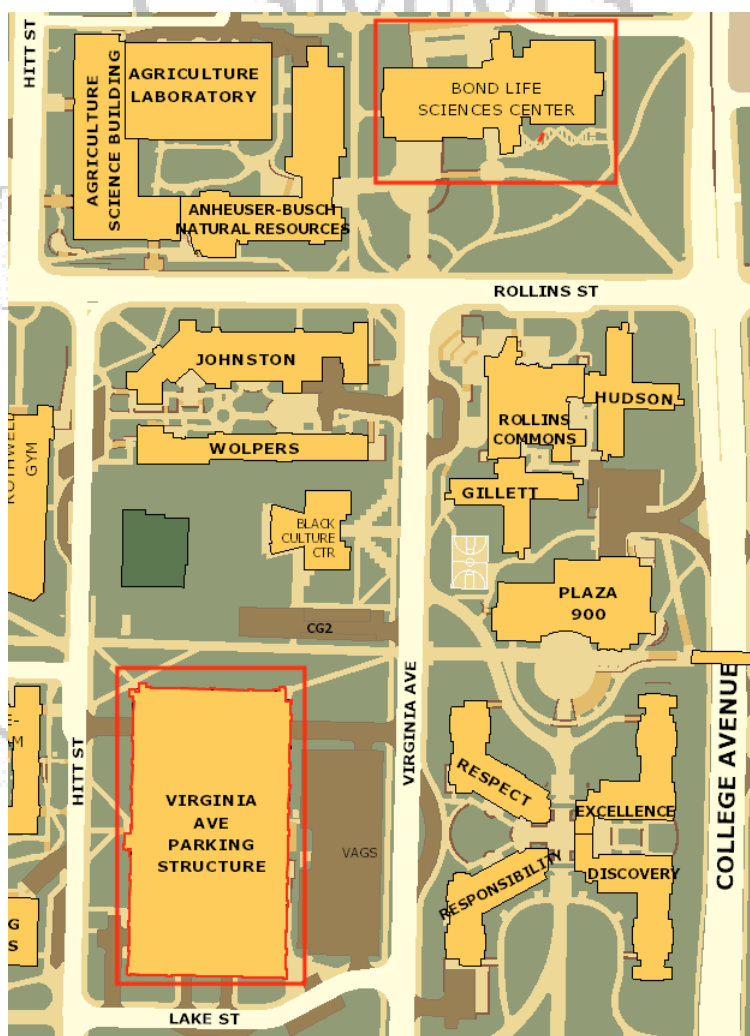 HITT ST
AGRICULTURE
SCIENCE BUILDING
AGRICULTURE
LABORATORY
BOND LIFE
SCIENCES CENTER
ANHEUSER-BUSCH
NATURAL RESOURCES
ROLLINS ST
JOHNSTON
HUDSON
ROLLINS
COMMONS
WOLPERS
GYM
GILLETT
BLACK
CULTURE
CTR
PLAZA
900
CG2
VIRGINIA AVE
COLLEGE AVENUE
HITT ST
RESPECT
EXCELLENCE
VIRGINIA
AVE
PARKING
STRUCTURE
VAGS
RESPONSIBILITY
DISCOVERY
G
S
LAKE ST